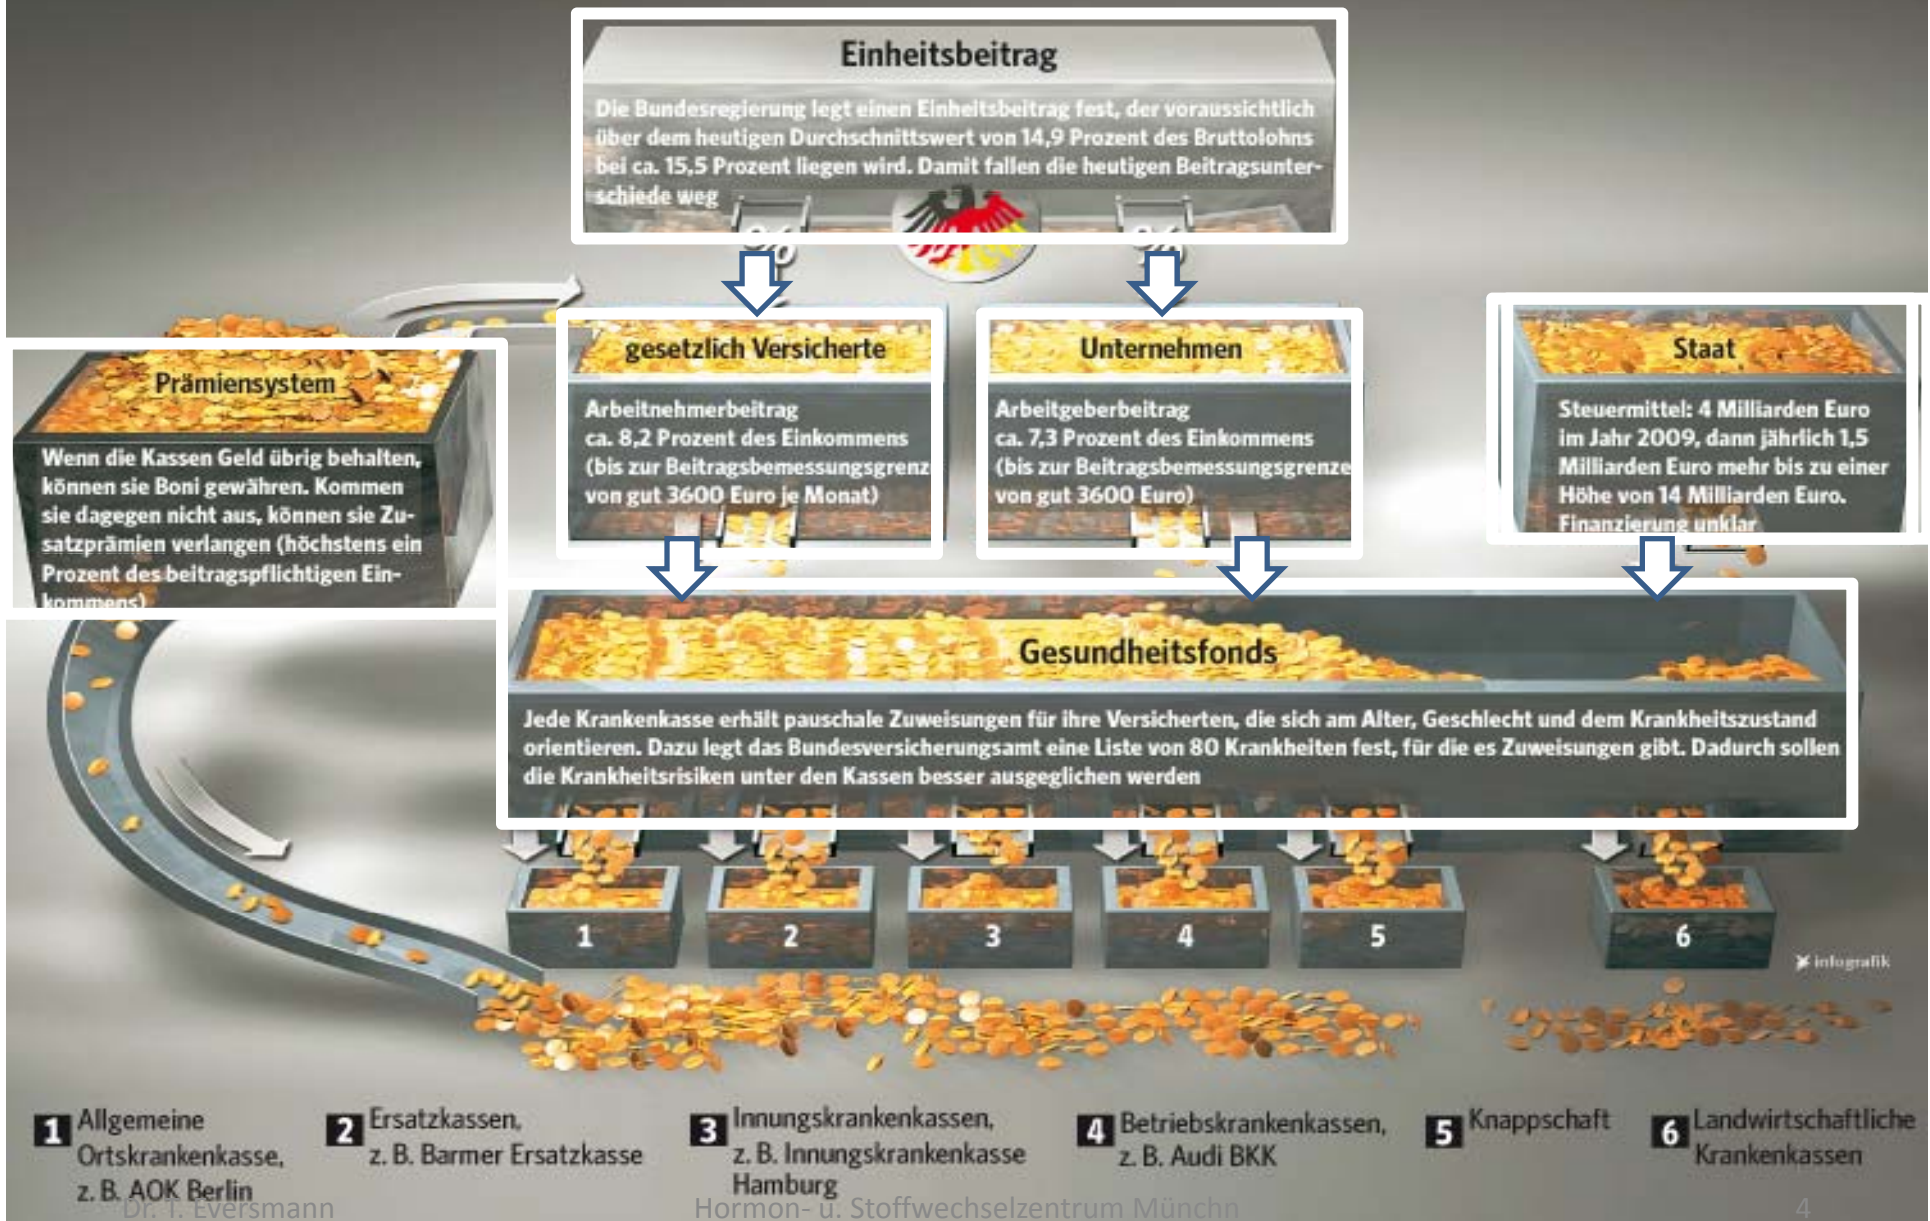 Einheitsbeitrag
Die Bundesregierung legt einen Einheitsbeitrag fest, der voraussichtlich
über dem heutigen Durchschnittswert von 14,9 Prozent des Bruttolohns
bei ca. 15,5 Prozent liegen wird. Damit fallen die heutigen Beitragsunter-
schiede weg
% %
Prämiensystem
Wenn die Kassen Geld übrig behalten,
können sie Boni gewähren. Kommen
sie dagegen nicht aus, können sie Zu-
satzprämien verlangen (höchstens ein
Prozent des beitragspflichtigen Ein-
kommens)
gesetzlich Versicherte
Arbeitnehmerbeitrag
ca. 8,2 Prozent des Einkommens
(bis zur Beitragsbemessungsgrenze
von gut 3600 Euro je Monat)
Unternehmen
Arbeitgeberbeitrag
ca. 7,3 Prozent des Einkommens
(bis zur Beitragsbemessungsgrenze
von gut 3600 Euro)
Staat
Steuermittel: 4 Milliarden Euro
im Jahr 2009, dann jährlich 1,5
Milliarden Euro mehr bis zu einer
Höhe von 14 Milliarden Euro.
Finanzierung unklar
Gesundheitsfonds
Jede Krankenkasse erhält pauschale Zuweisungen für ihre Versicherten, die sich am Alter, Geschlecht und dem Krankheitszustand
orientieren. Dazu legt das Bundesversicherungsamt eine Liste von 80 Krankheiten fest, für die es Zuweisungen gibt. Dadurch sollen
die Krankheitsrisiken unter den Kassen besser ausgeglichen werden
1 2 3 4 5 6
infografik
1 Allgemeine
Ortskrankenkasse,
z. B. AOK Berlin
2 Ersatzkassen,
z. B. Barmer Ersatzkasse
3 Innungskrankenkassen,
z. B. Innungskrankenkasse
Hamburg
4 Betriebskrankenkassen,
z. B. Audi BKK
5 Knappschaft
6 Landwirtschaftliche
Krankenkassen
Dr. T. Eversmann
Hormon- u. Stoffwechselzentrum Münchn
4